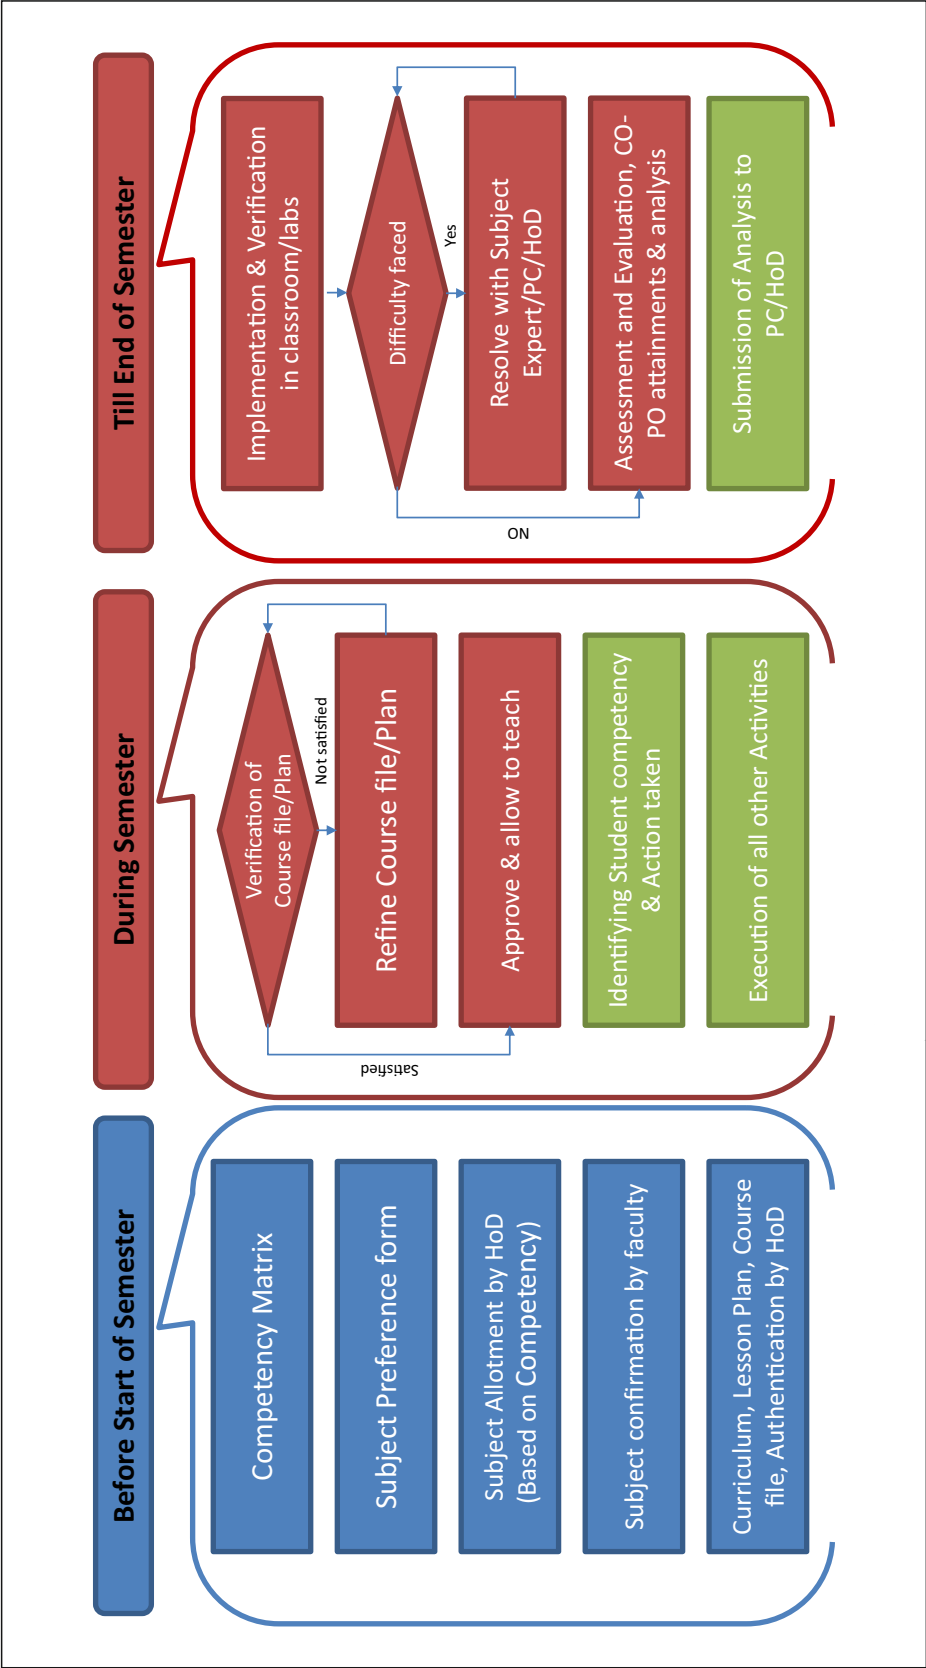 Before Start of Semester
Competency Matrix
Subject Preference form
Subject Allotment by HoD
(Based on Competency)
Subject confirmation by faculty
Curriculum, Lesson Plan, Course
file, Authentication by HoD
During Semester
Verification of
Course file/Plan
Not satisfied
Satisfied
Refine Course file/Plan
Approve & allow to teach
Identifying Student competency
& Action taken
Execution of all other Activities
Till End of Semester
Implementation & Verification
in classroom/labs
Difficulty faced
Yes
NO
Resolve with Subject
Expert/PC/HoD
Assessment and Evaluation, CO-
PO attainments & analysis
Submission of Analysis to
PC/HoD